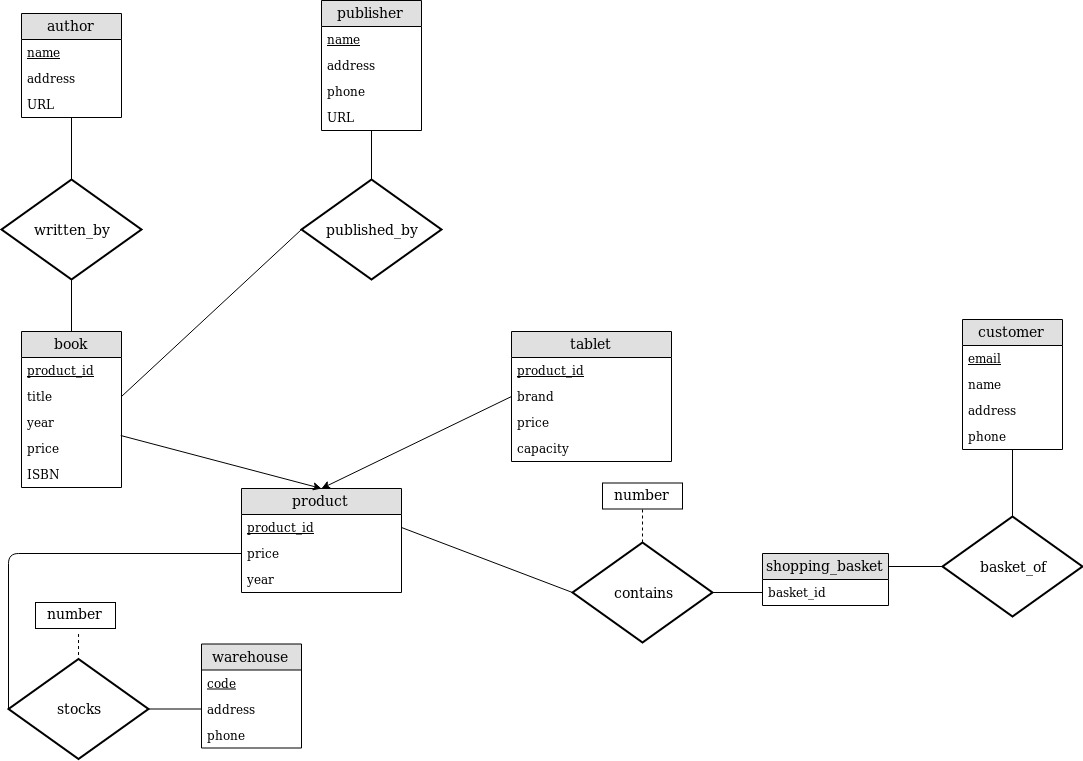 author
name
address
URL
publisher
name
address
phone
URL
written_by
published_by
book
product_id
title
year
price
ISBN
tablet
product_id
brand
price
capacity
customer
email
name
address
phone
product
product_id
price
year
number
contains
shopping_basket
basket_id
basket_of
number
stocks
warehouse
code
address
phone